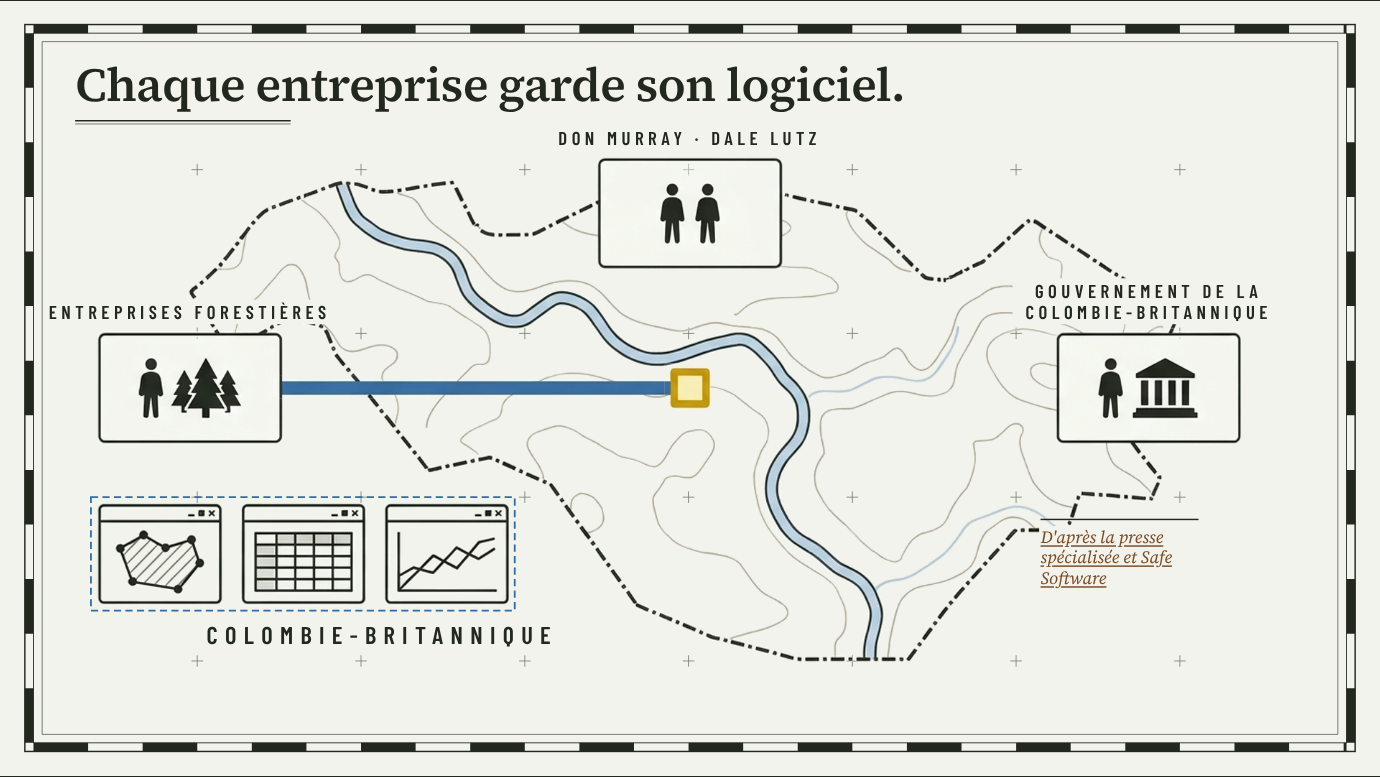 Chaque entreprise garde son logiciel.
DON MURRAY · DALE LUTZ
ENTREPRISES FORESTIÈRES
GOUVERNEMENT DE LA
COLOMBIE-BRITANNIQUE
D'après la presse
spécialisée et Safe
Software
COLOMBIE-BRITANNIQUE